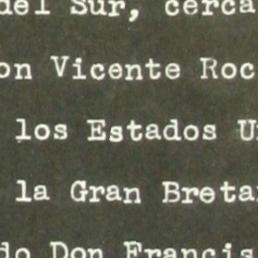 del Sur, cerca
on Vicente Roc
los Estados U
la Gran Breta
do Don Francis